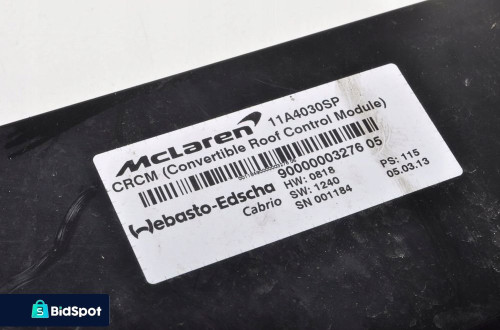 McLaren 11A4030SP
CRCM (Convertible Roof Control Module)
Webasto-Edscha 90000003276 05
Cabrio HW: 0818 PS: 115
SW: 1240 05.03.13
SN 001184
S BidSpot